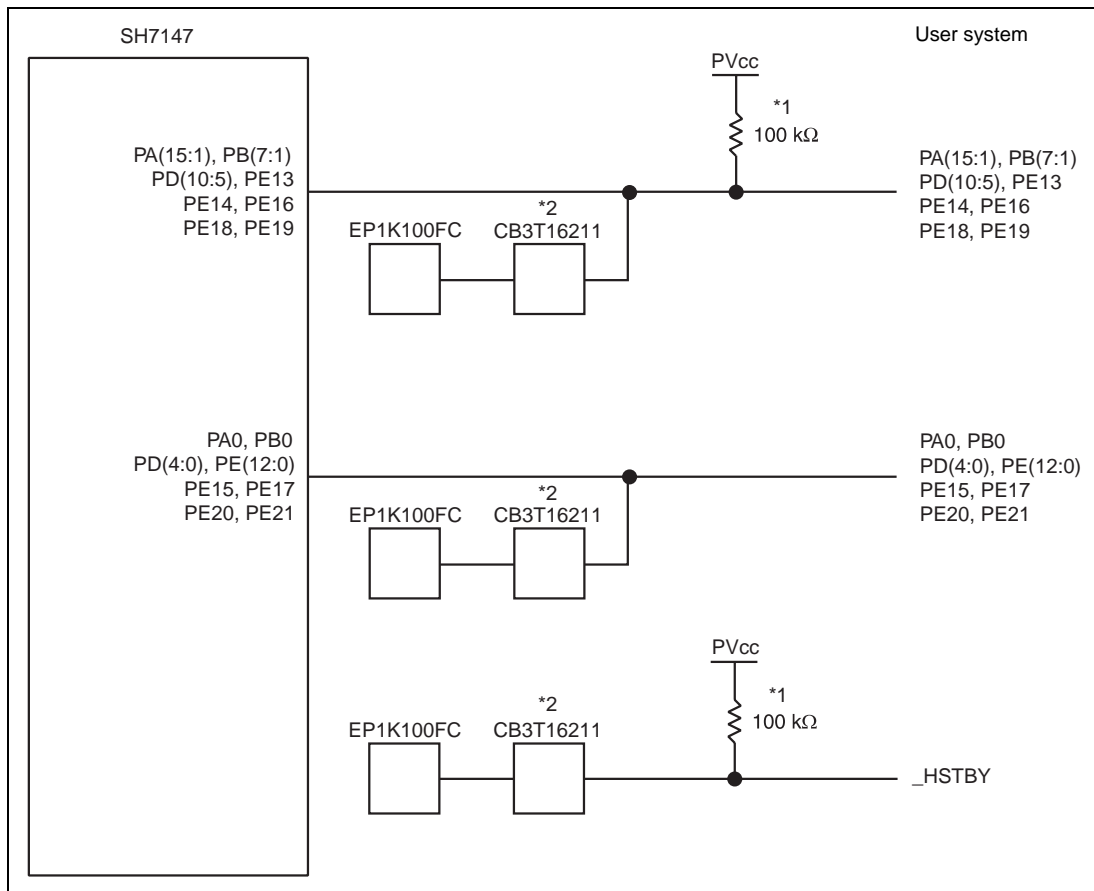 SH7147
User system
PVcc
*1
100 kΩ
PA(15:1), PB(7:1)
PD(10:5), PE13
PE14, PE16
PE18, PE19
PA(15:1), PB(7:1)
PD(10:5), PE13
PE14, PE16
PE18, PE19
*2
EP1K100FC
CB3T16211
PA0, PB0
PD(4:0), PE(12:0)
PE15, PE17
PE20, PE21
PA0, PB0
PD(4:0), PE(12:0)
PE15, PE17
PE20, PE21
*2
EP1K100FC
CB3T16211
PVcc
*1
100 kΩ
*2
EP1K100FC
CB3T16211
_HSTBY